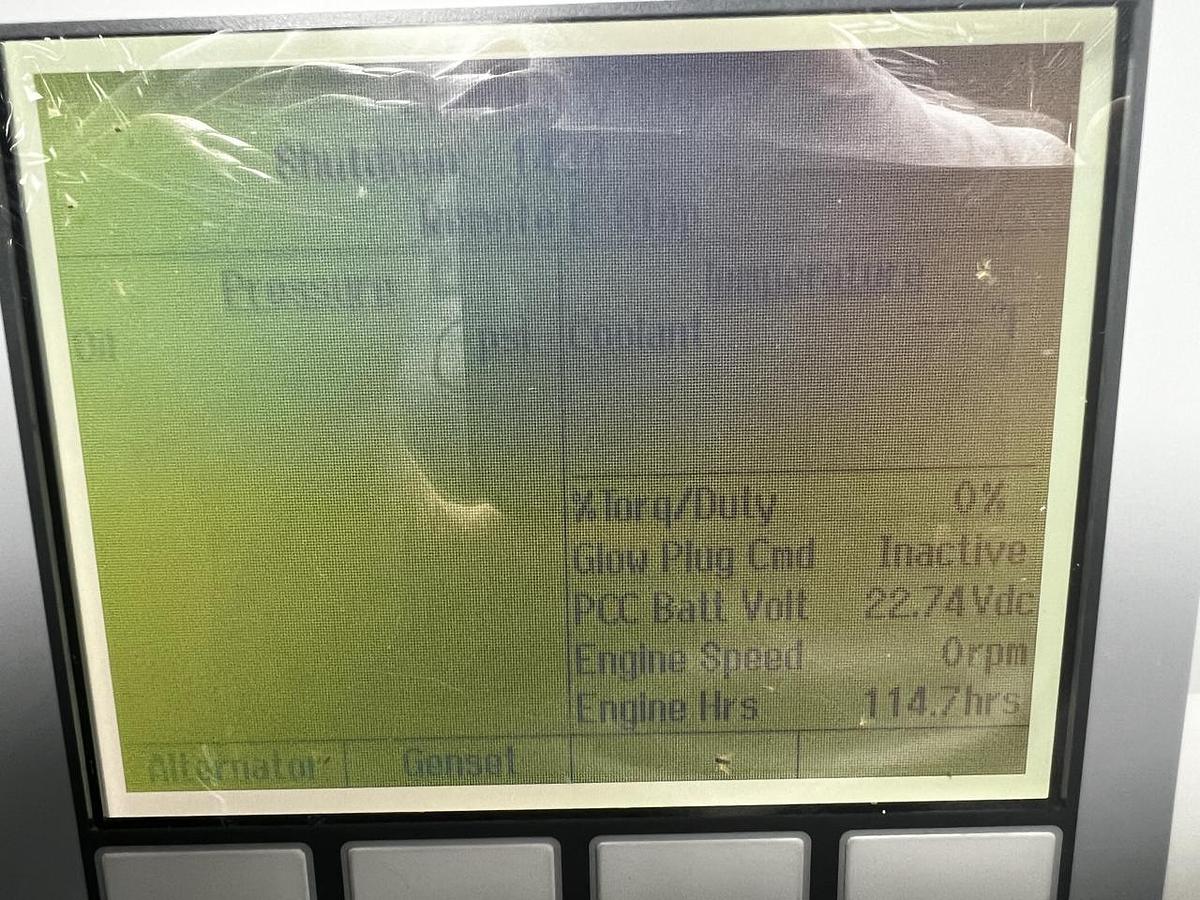 Shutdown
Remote
Pressure
Temperature
Oil
Coolant °F
%Torq/Duty 0%
Glow Plug Cmd Inactive
PCC Batt Volt 22.74Vdc
Engine Speed 0rpm
Engine Hrs 114.7hrs
Alternator Genset